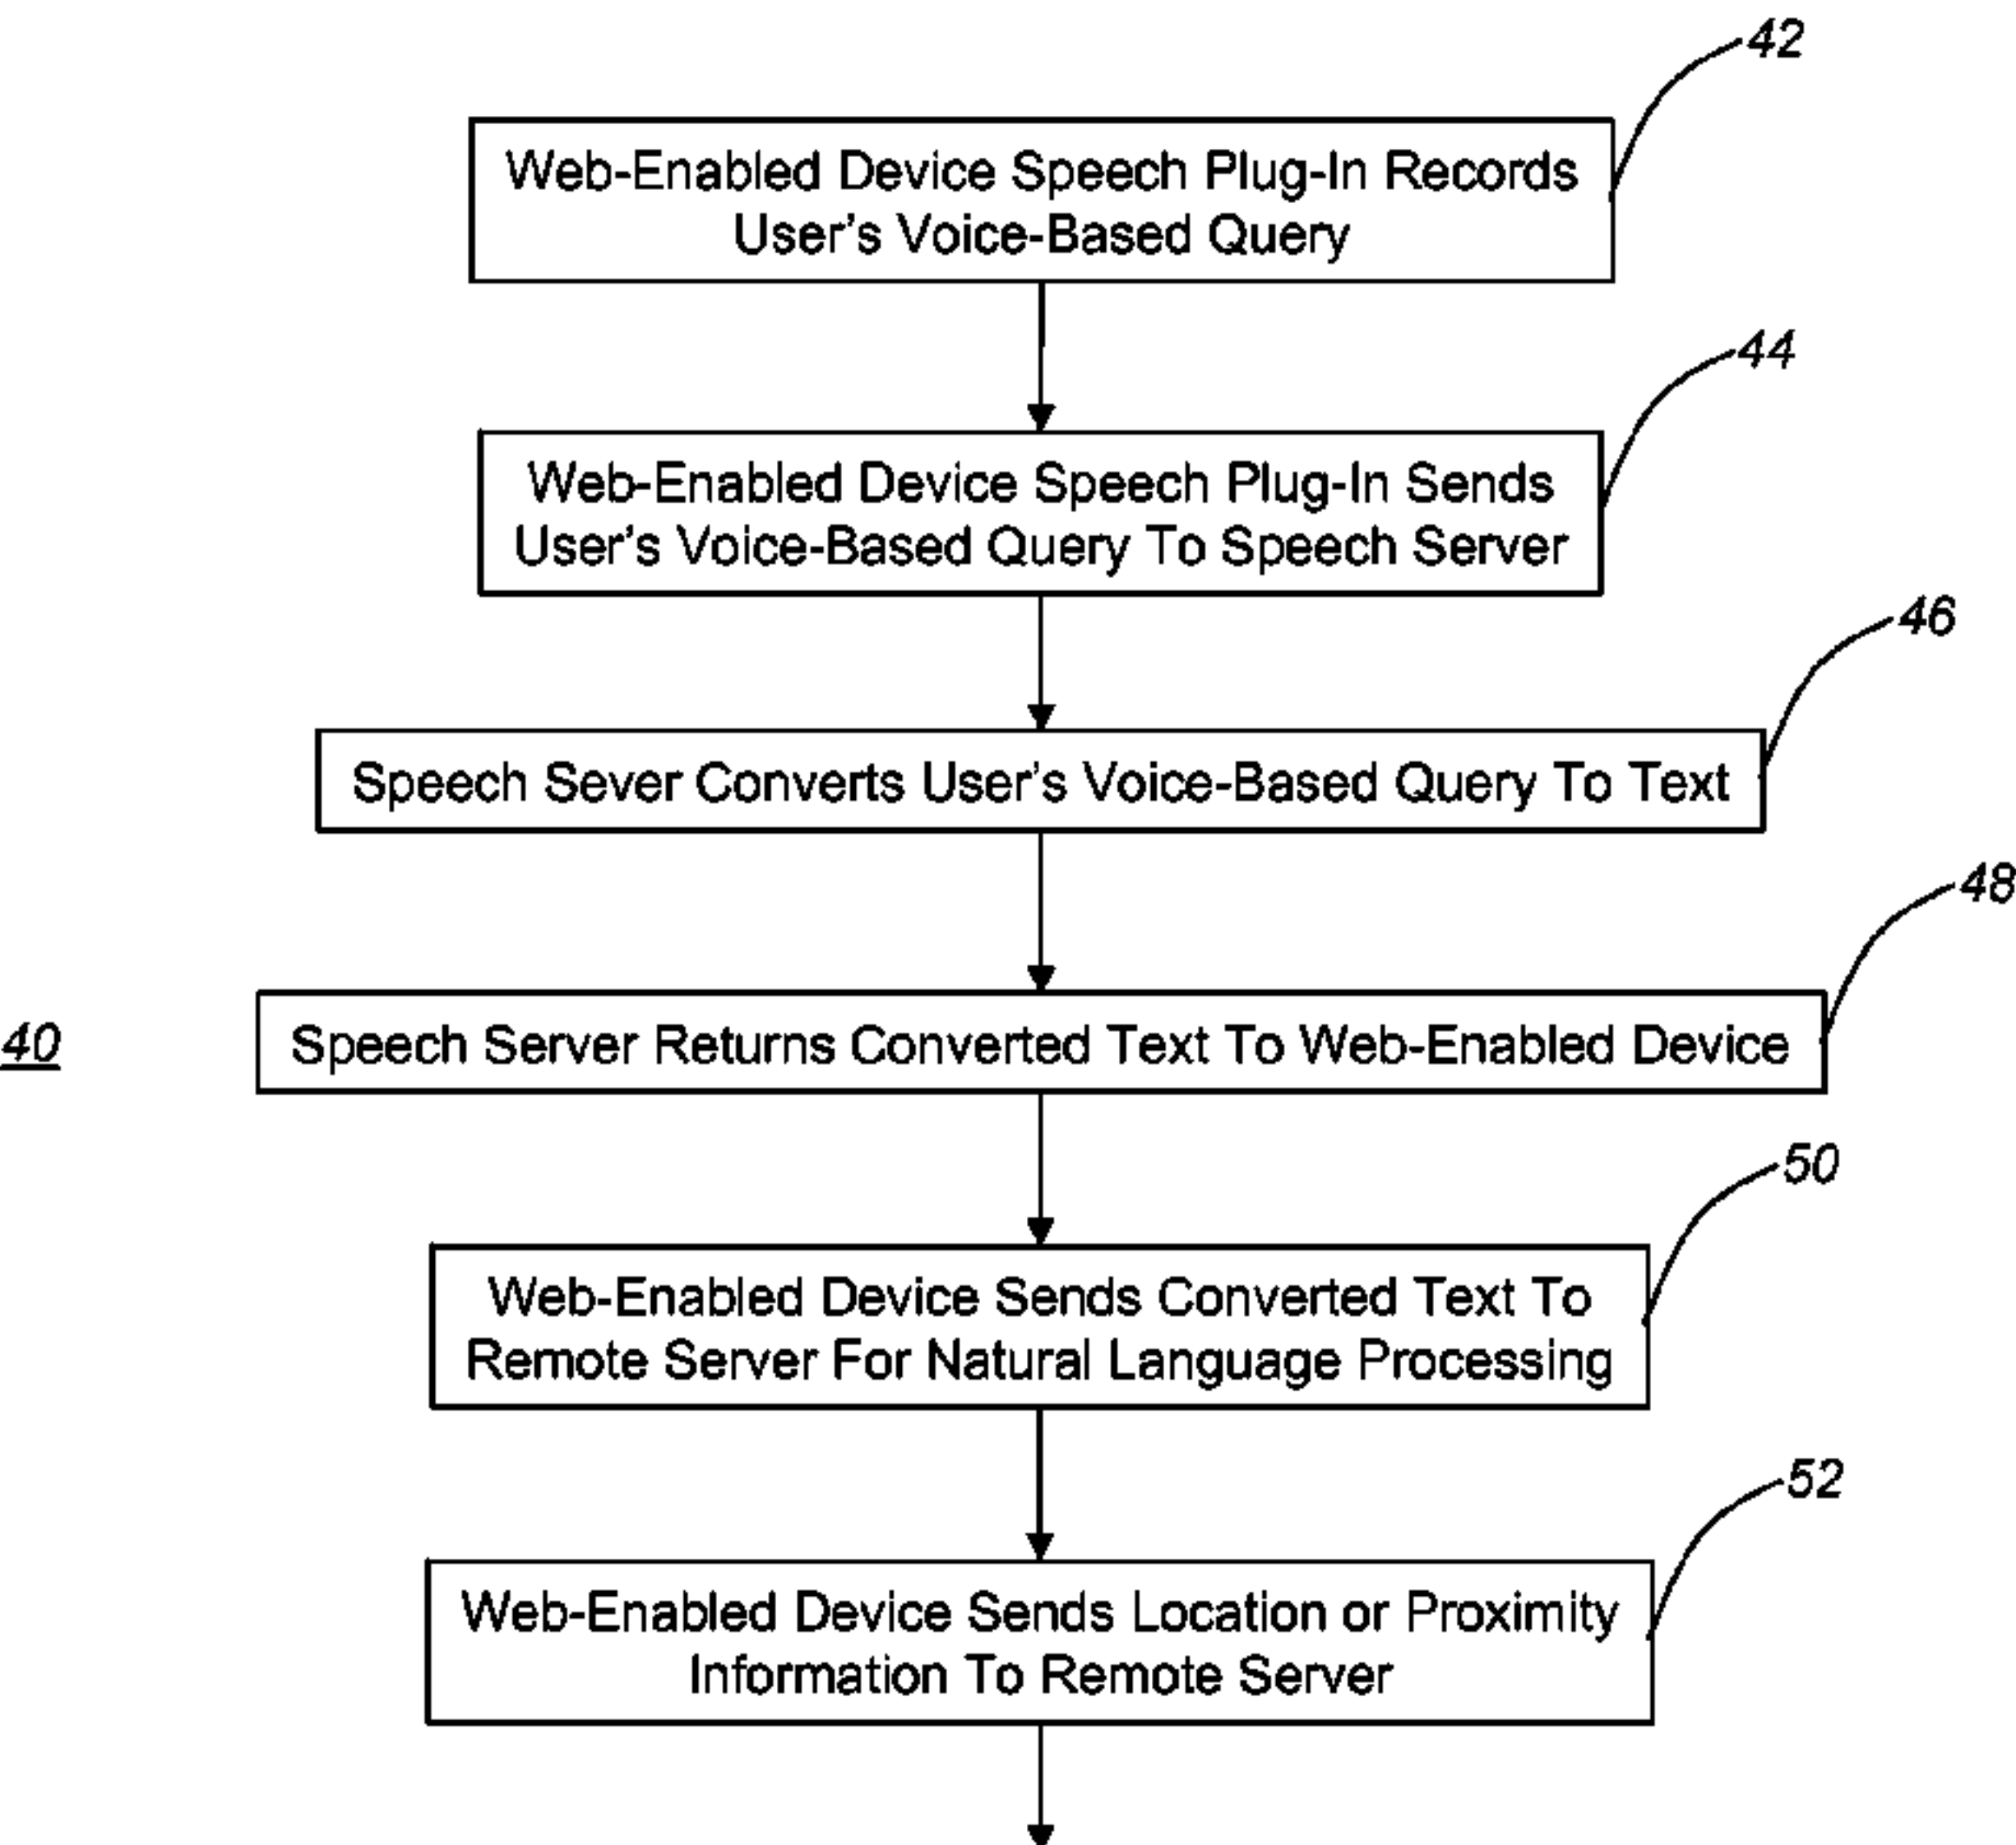 42
Web-Enabled Device Speech Plug-In Records
User's Voice-Based Query
44
Web-Enabled Device Speech Plug-In Sends
User's Voice-Based Query To Speech Server
46
Speech Sever Converts User's Voice-Based Query To Text
48
Speech Server Returns Converted Text To Web-Enabled Device
40
50
Web-Enabled Device Sends Converted Text To
Remote Server For Natural Language Processing
52
Web-Enabled Device Sends Location or Proximity
Information To Remote Server